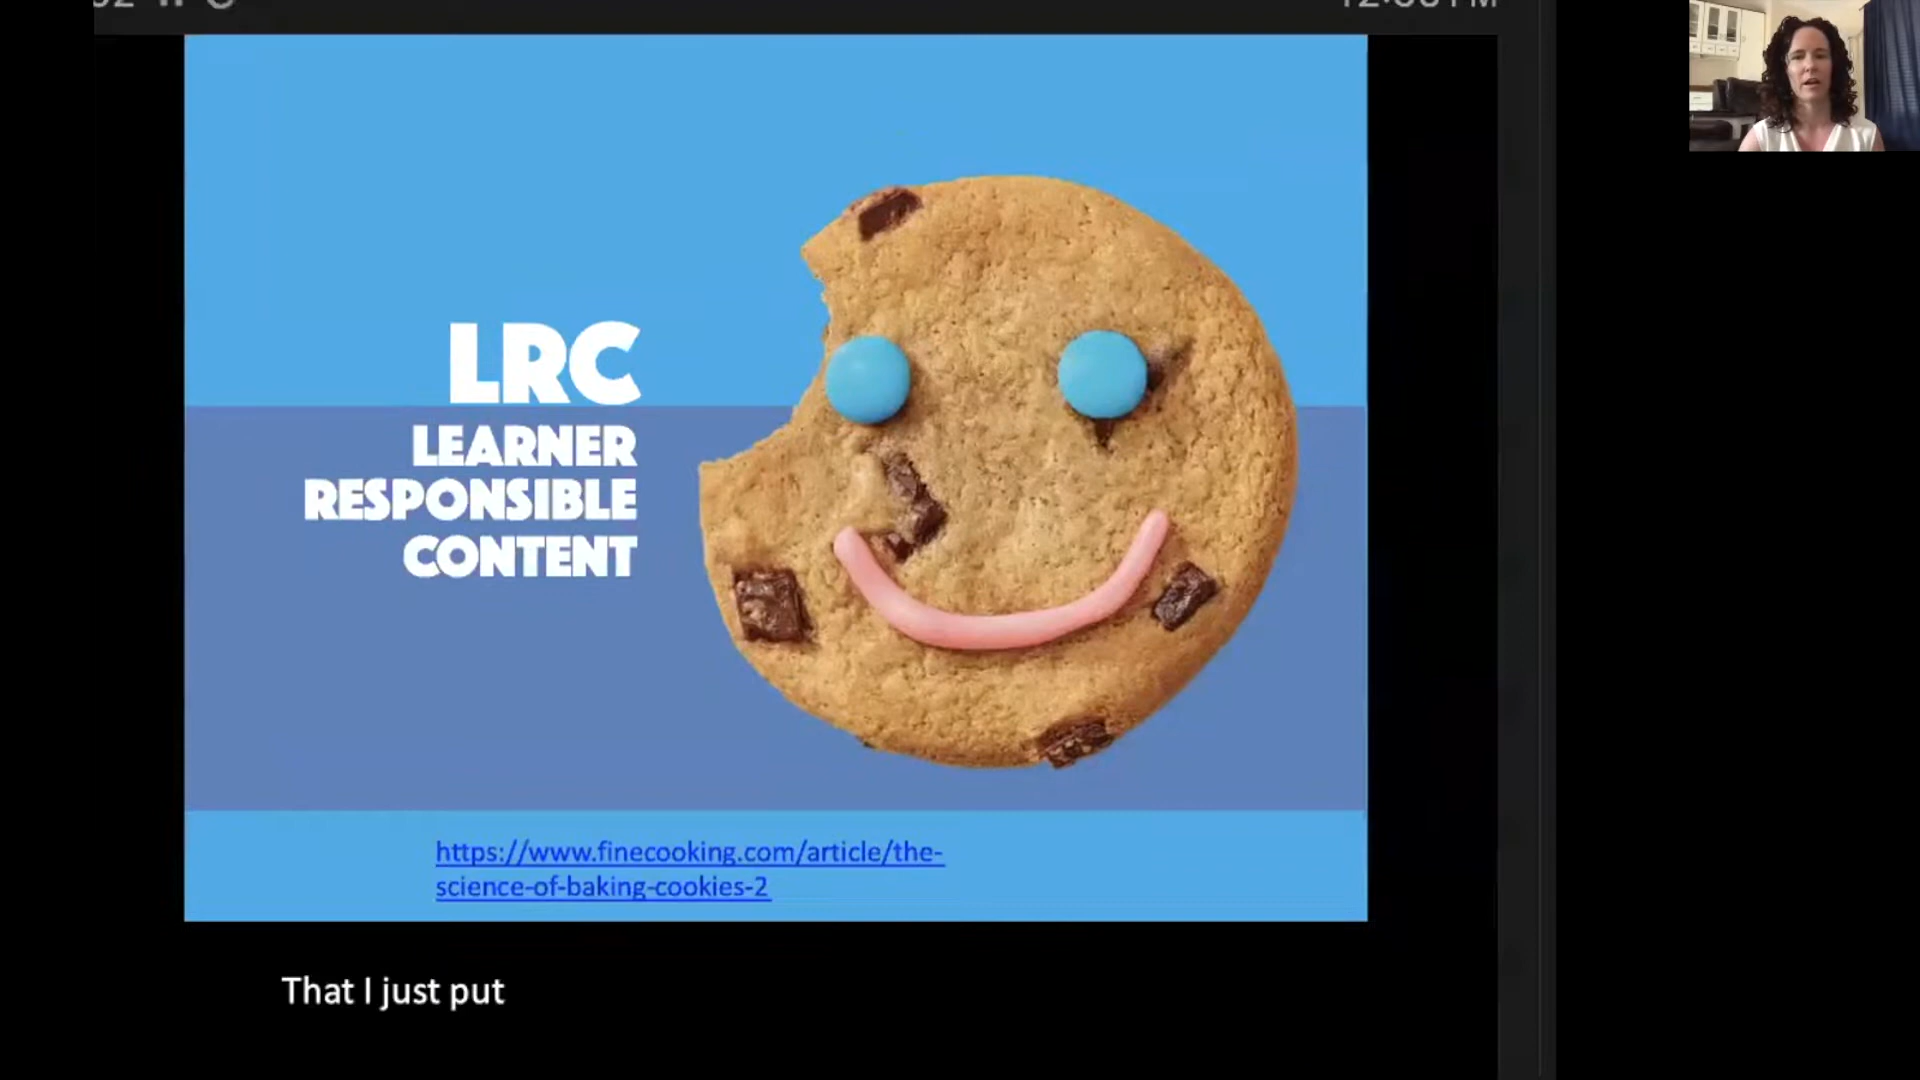 LRC
LEARNER
RESPONSIBLE
CONTENT
https://www.finecooking.com/article/the-
science-of-baking-cookies-2
That I just put